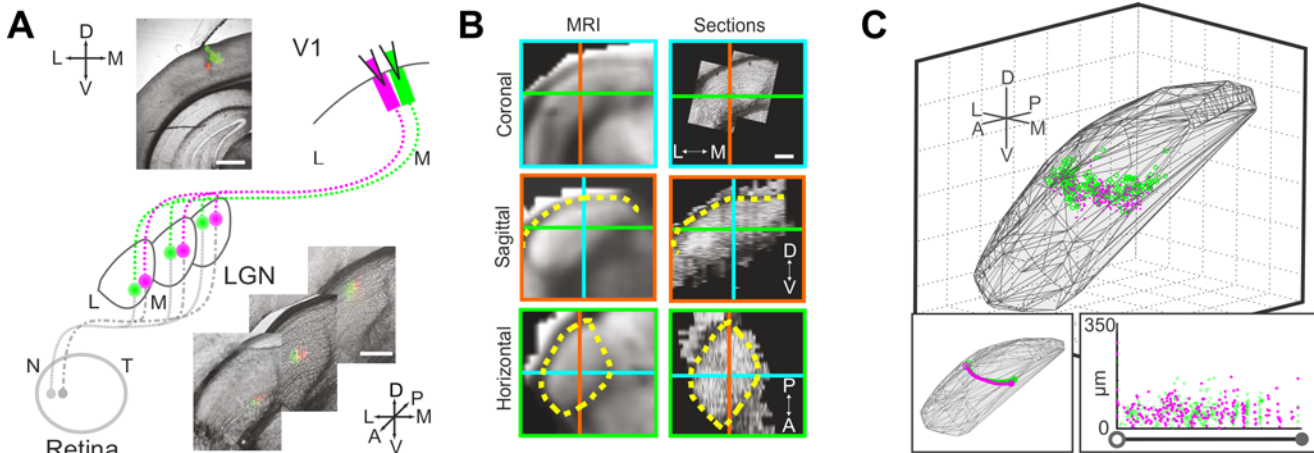 A
D
L M
V
V1
L M
L M
LGN
N T
Retina
D
P
L M
A
V
B
MRI Sections
Coronal
L M
Sagittal
D
V
Horizontal
P
A
C
D
L P
A M
V
350
μm
0